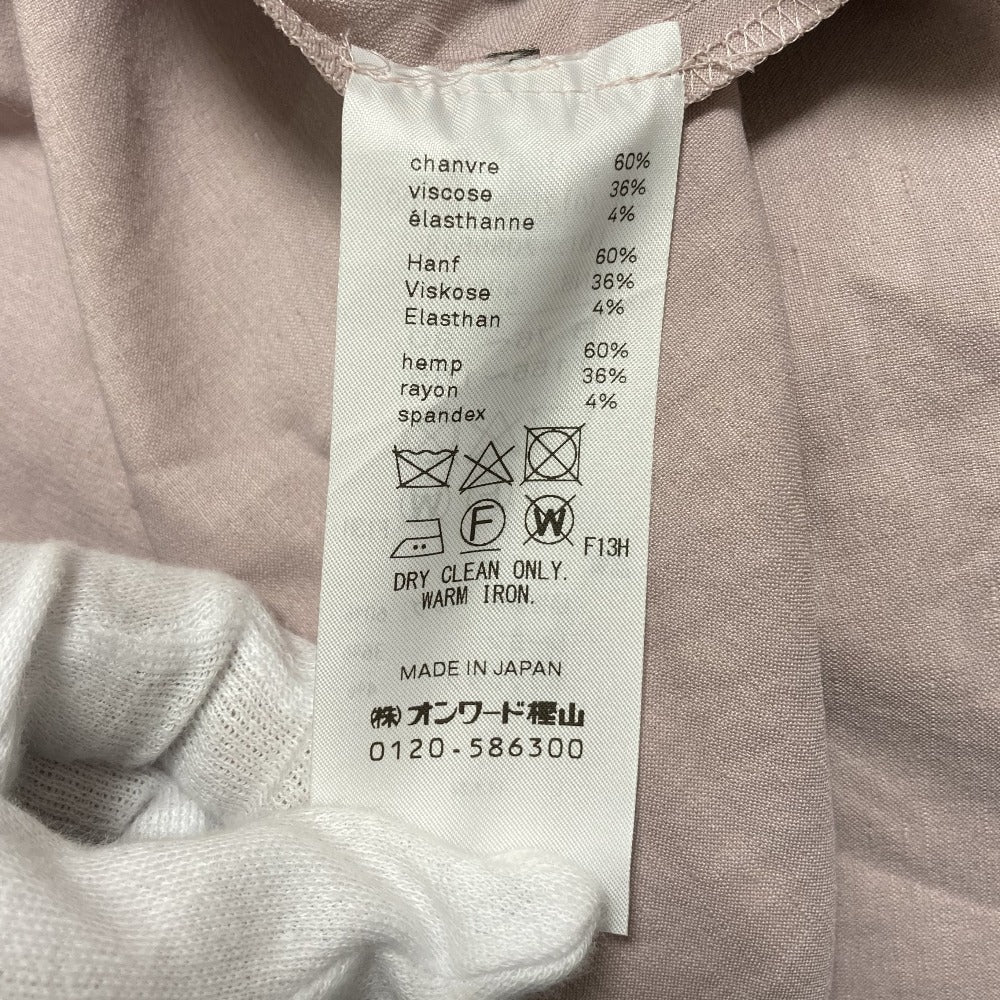 chanvre 60%
viscose 36%
élasthanne 4%
Hanf 60%
Viskose 36%
Elasthan 4%
hemp 60%
rayon 36%
spandex 4%
F W F13H
DRY CLEAN ONLY.
WARM IRON.
MADE IN JAPAN
(株)オンワード樫山
0120-586300